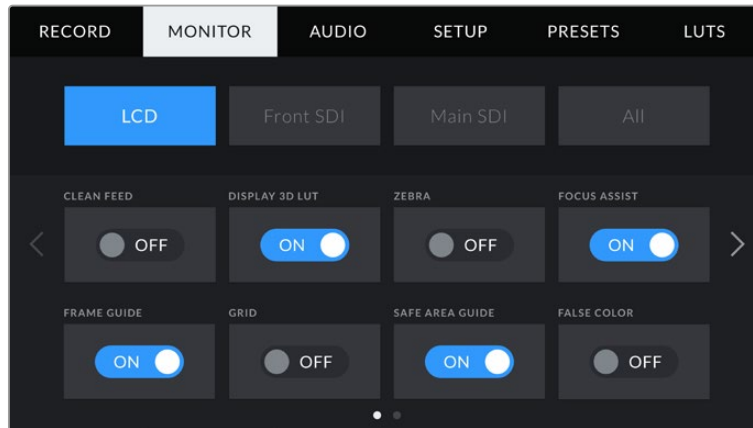 RECORD MONITOR AUDIO SETUP PRESETS LUTS
LCD Front SDI Main SDI All
CLEAN FEED DISPLAY 3D LUT ZEBRA FOCUS ASSIST
OFF ON OFF ON
FRAME GUIDE GRID SAFE AREA GUIDE FALSE COLOR
ON OFF ON OFF